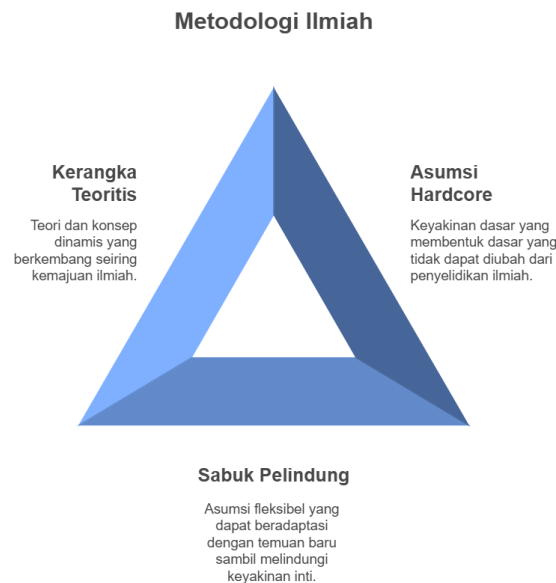 Metodologi Ilmiah
Kerangka
Teoritis
Teori dan konsep
dinamis yang
berkembang seiring
kemajuan ilmiah.
Asumsi
Hardcore
Keyakinan dasar yang
membentuk dasar yang
tidak dapat diubah dari
penyelidikan ilmiah.
Sabuk Pelindung
Asumsi fleksibel yang
dapat beradaptasi
dengan temuan baru
sambil melindungi
keyakinan inti.